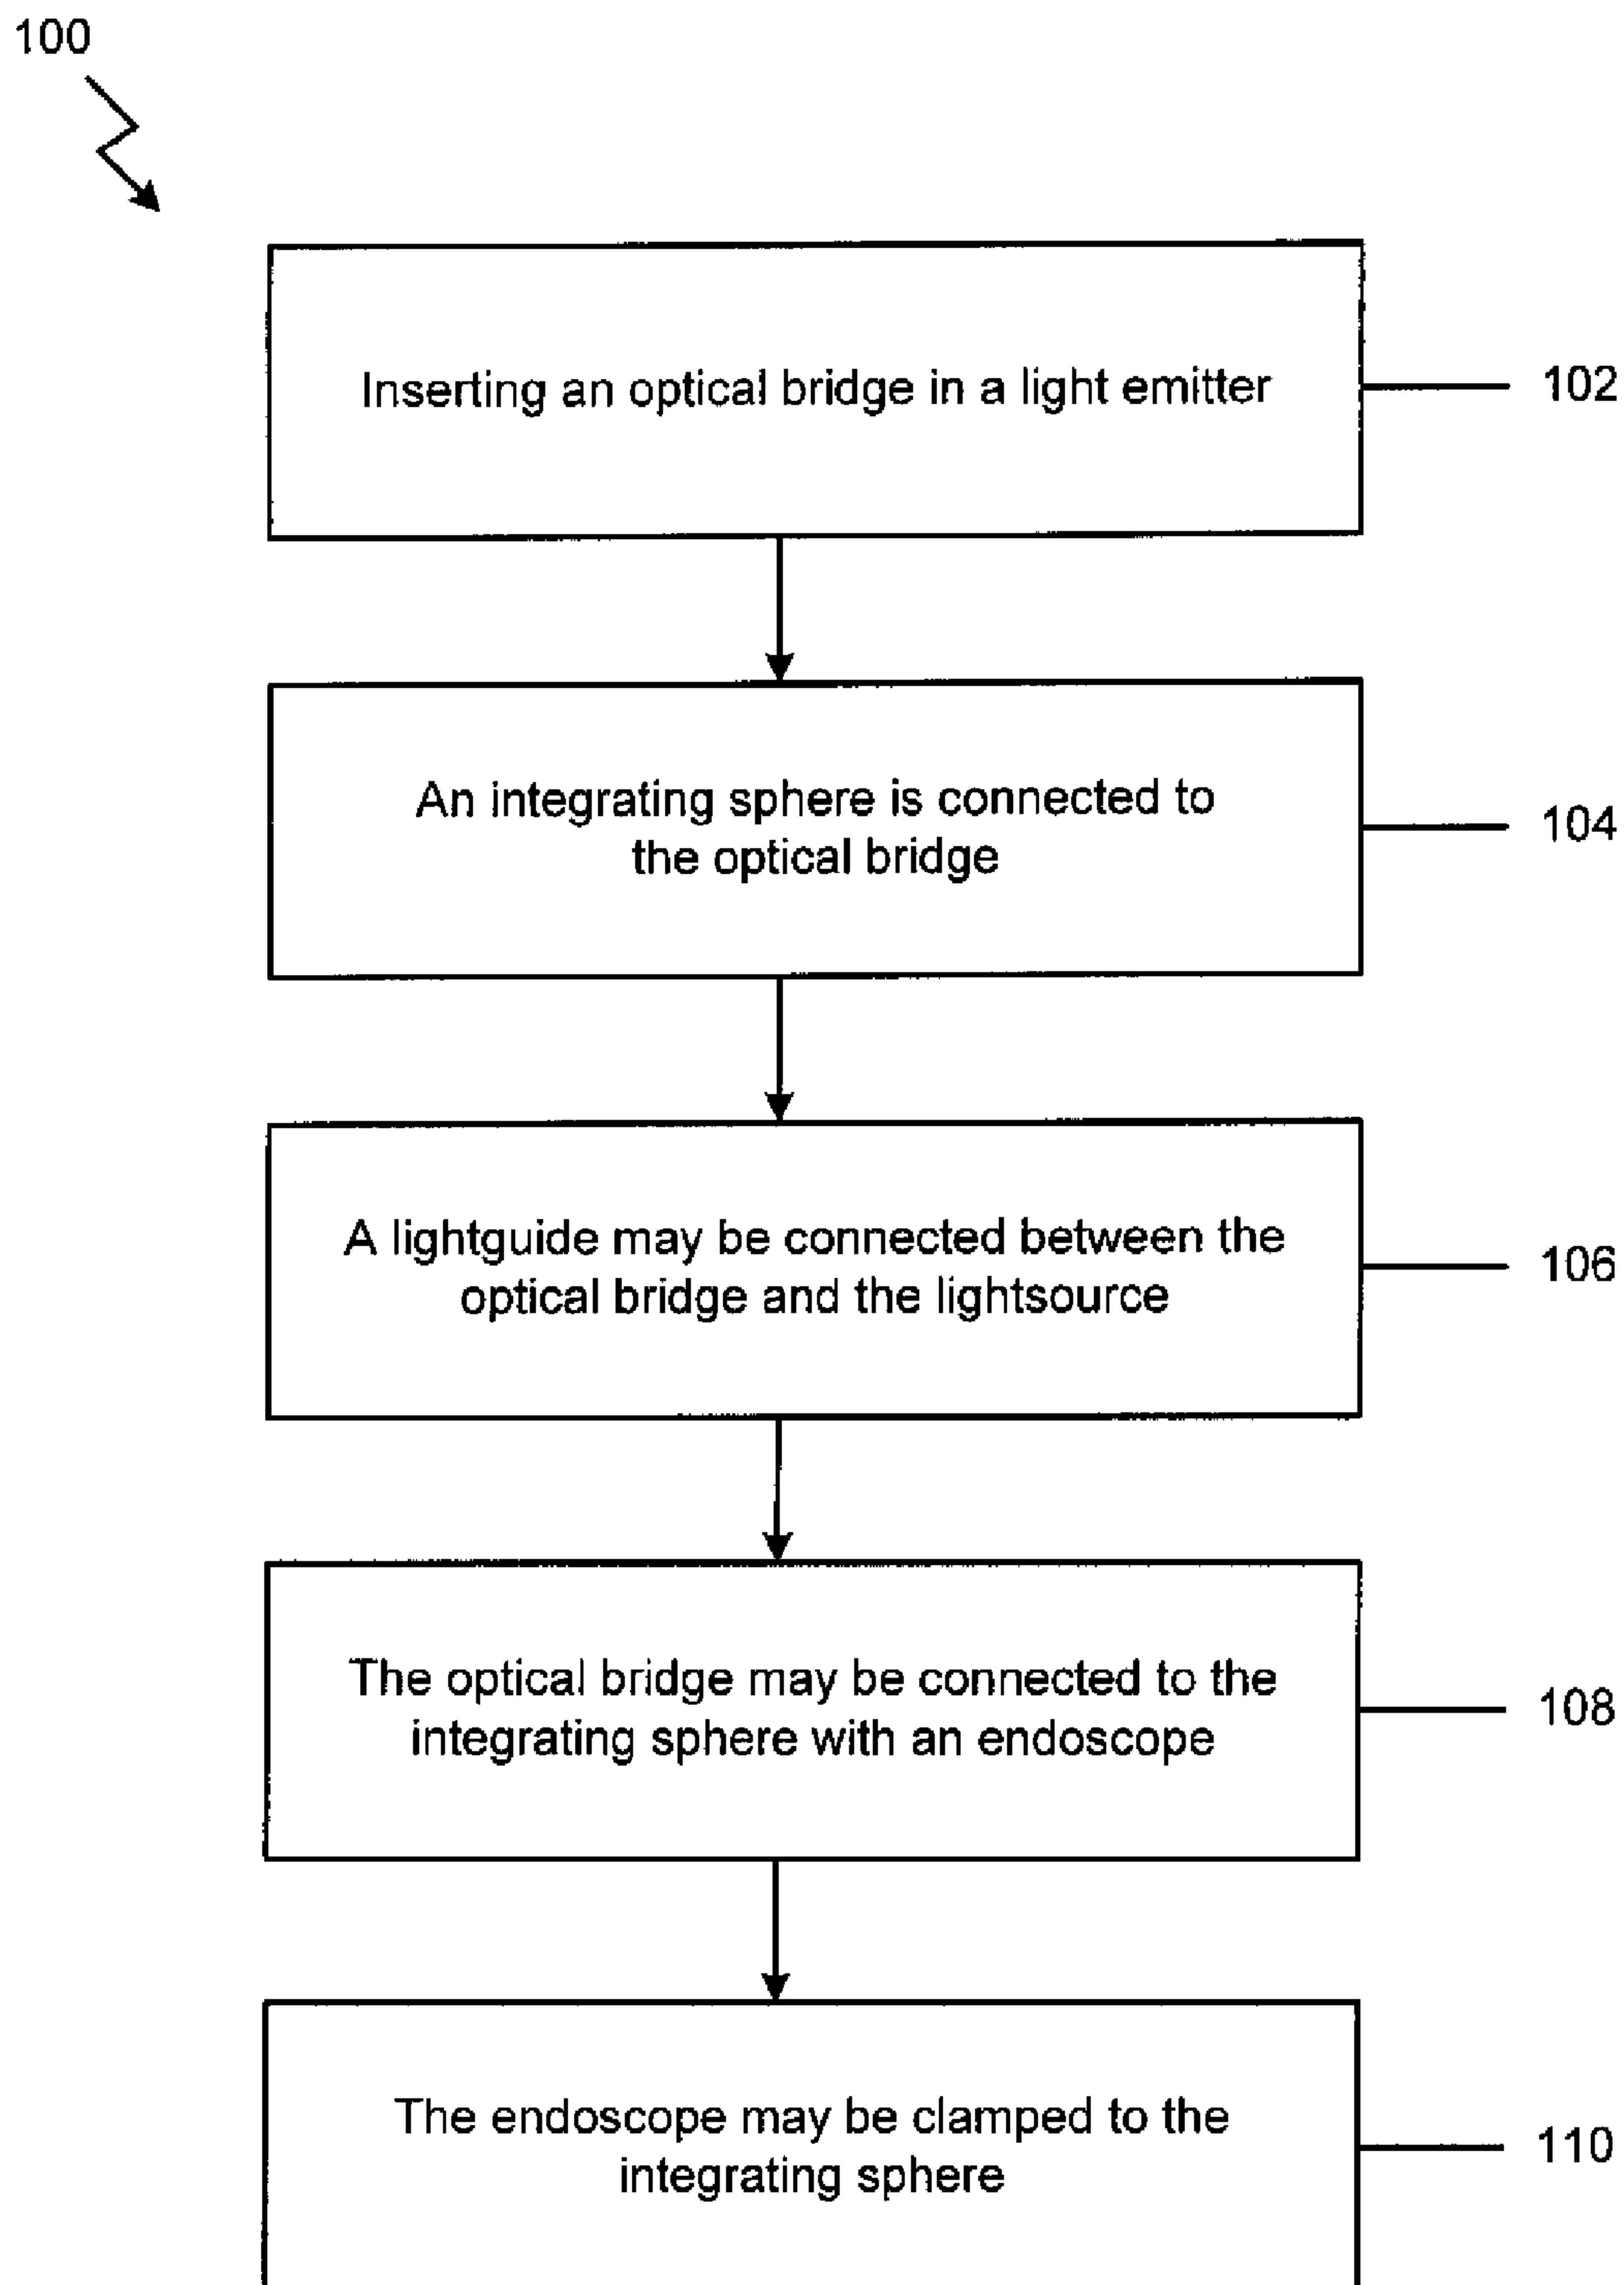 100
Inserting an optical bridge in a light emitter
102
An integrating sphere is connected to
the optical bridge
104
A lightguide may be connected between the
optical bridge and the lightsource
106
The optical bridge may be connected to the
integrating sphere with an endoscope
108
The endoscope may be clamped to the
integrating sphere
110